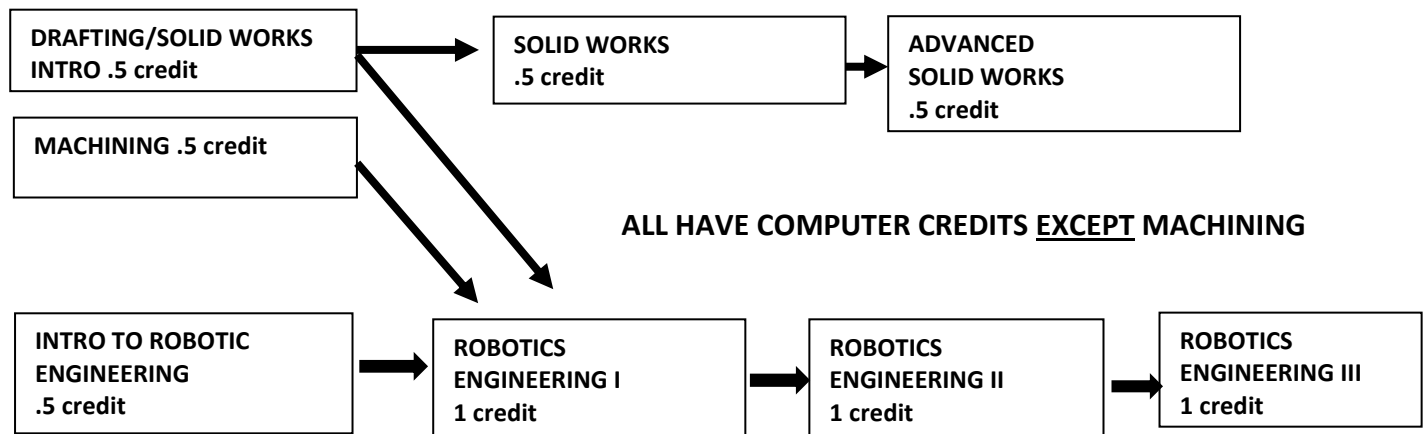 DRAFTING/SOLID WORKS
INTRO .5 credit
SOLID WORKS
.5 credit
ADVANCED
SOLID WORKS
.5 credit
MACHINING .5 credit
ALL HAVE COMPUTER CREDITS EXCEPT MACHINING
INTRO TO ROBOTIC
ENGINEERING
.5 credit
ROBOTICS
ENGINEERING I
1 credit
ROBOTICS
ENGINEERING II
1 credit
ROBOTICS
ENGINEERING III
1 credit